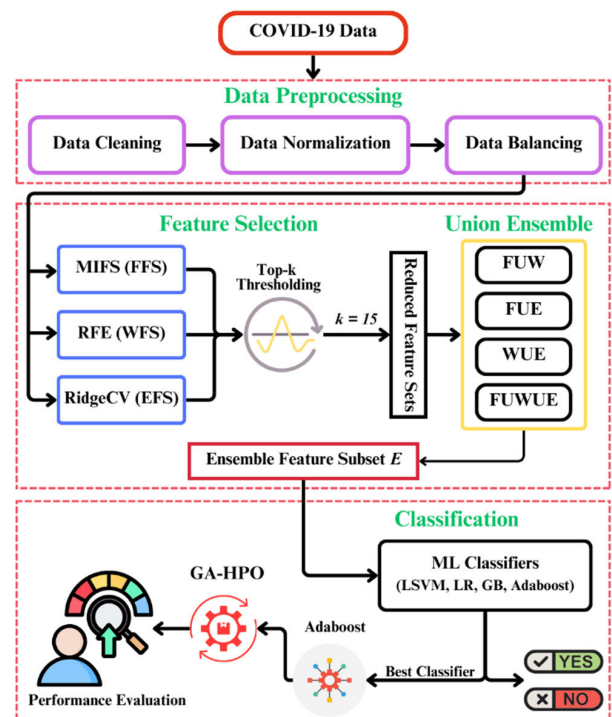 COVID-19 Data
Data Preprocessing
Data Cleaning
Data Normalization
Data Balancing
Feature Selection
Union Ensemble
MIFS (FFS)
RFE (WFS)
RidgeCV (EFS)
Top-k
Thresholding
k = 15
Reduced Feature Sets
FUW
FUE
WUE
FUWUE
Ensemble Feature Subset E
Classification
ML Classifiers
(LSVM, LR, GB, Adaboost)
GA-HPO
Adaboost
Best Classifier
YES
NO
Performance Evaluation